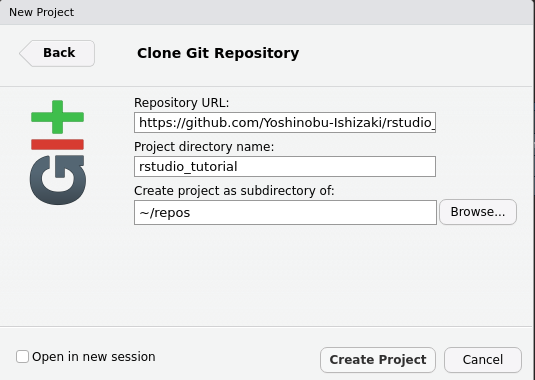 New Project
Back
Clone Git Repository
Repository URL:
https://github.com/Yoshinobu-Ishizaki/rstudio_
Project directory name:
rstudio_tutorial
Create project as subdirectory of:
~/repos
Browse...
GIT
Open in new session
Create Project
Cancel